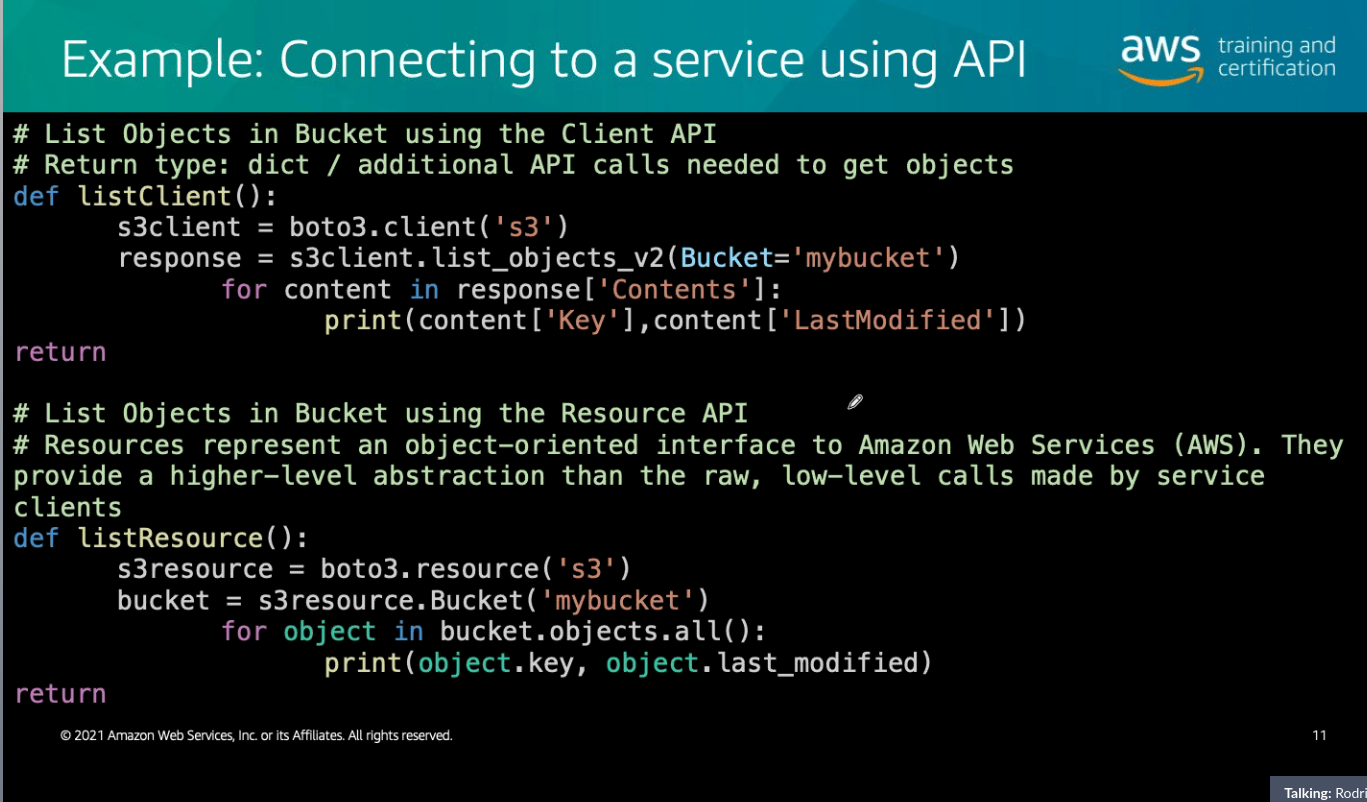 Example: Connecting to a service using API
aws training and
certification
# List Objects in Bucket using the Client API
# Return type: dict / additional API calls needed to get objects
def listClient():
s3client = boto3.client('s3')
response = s3client.list_objects_v2(Bucket='mybucket')
for content in response['Contents']:
print(content['Key'],content['LastModified'])
return
# List Objects in Bucket using the Resource API
# Resources represent an object-oriented interface to Amazon Web Services (AWS). They
provide a higher-level abstraction than the raw, low-level calls made by service
clients
def listResource():
s3resource = boto3.resource('s3')
bucket = s3resource.Bucket('mybucket')
for object in bucket.objects.all():
print(object.key, object.last_modified)
return
© 2021 Amazon Web Services, Inc. or its Affiliates. All rights reserved.
11
Talking: Rodri